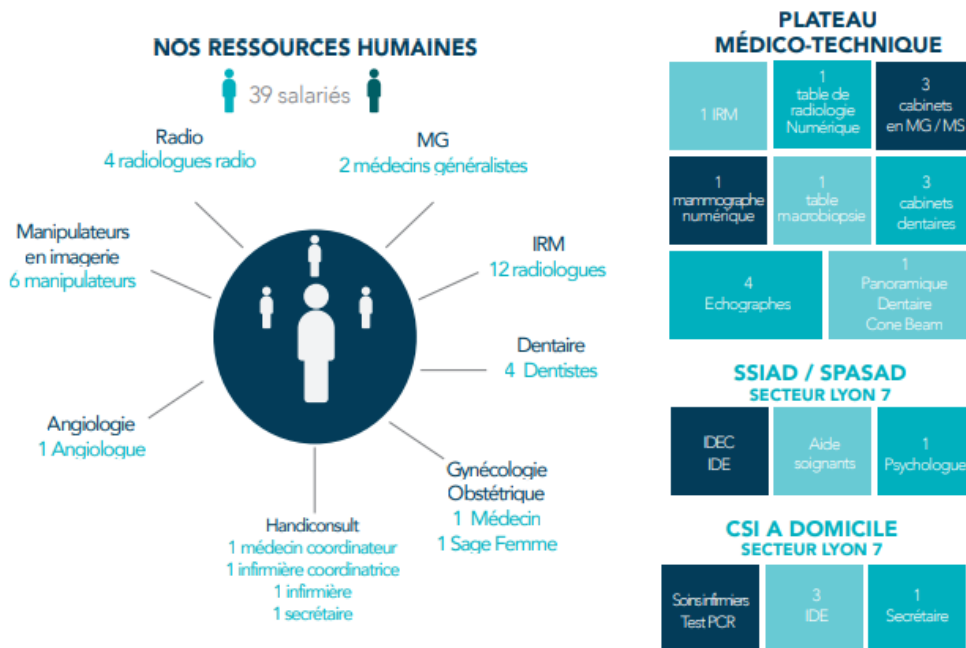 NOS RESSOURCES HUMAINES
39 salariés
Radio
4 radiologues radio
MG
2 médecins généralistes
Manipulateurs
en imagerie
6 manipulateurs
IRM
12 radiologues
Dentaire
4 Dentistes
Angiologie
1 Angiologue
Gynécologie
Obstétrique
1 Médecin
1 Sage Femme
Handiconsult
1 médecin coordinateur
1 infirmière coordinatrice
1 infirmière
1 secrétaire
PLATEAU
MÉDICO-TECHNIQUE
1 IRM
1
table de
radiologie
Numérique
3
cabinets
en MG / MS
1
mammographe
numérique
1
table
macrobiopsie
3
cabinets
dentaires
4
Echographes
1
Panoramique
Dentaire
Cone Beam
SSIAD / SPASAD
SECTEUR LYON 7
IDEC
IDE
Aide
soignants
1
Psychologue
CSI A DOMICILE
SECTEUR LYON 7
Soins infirmiers
Test PCR
3
IDE
1
Secrétaire